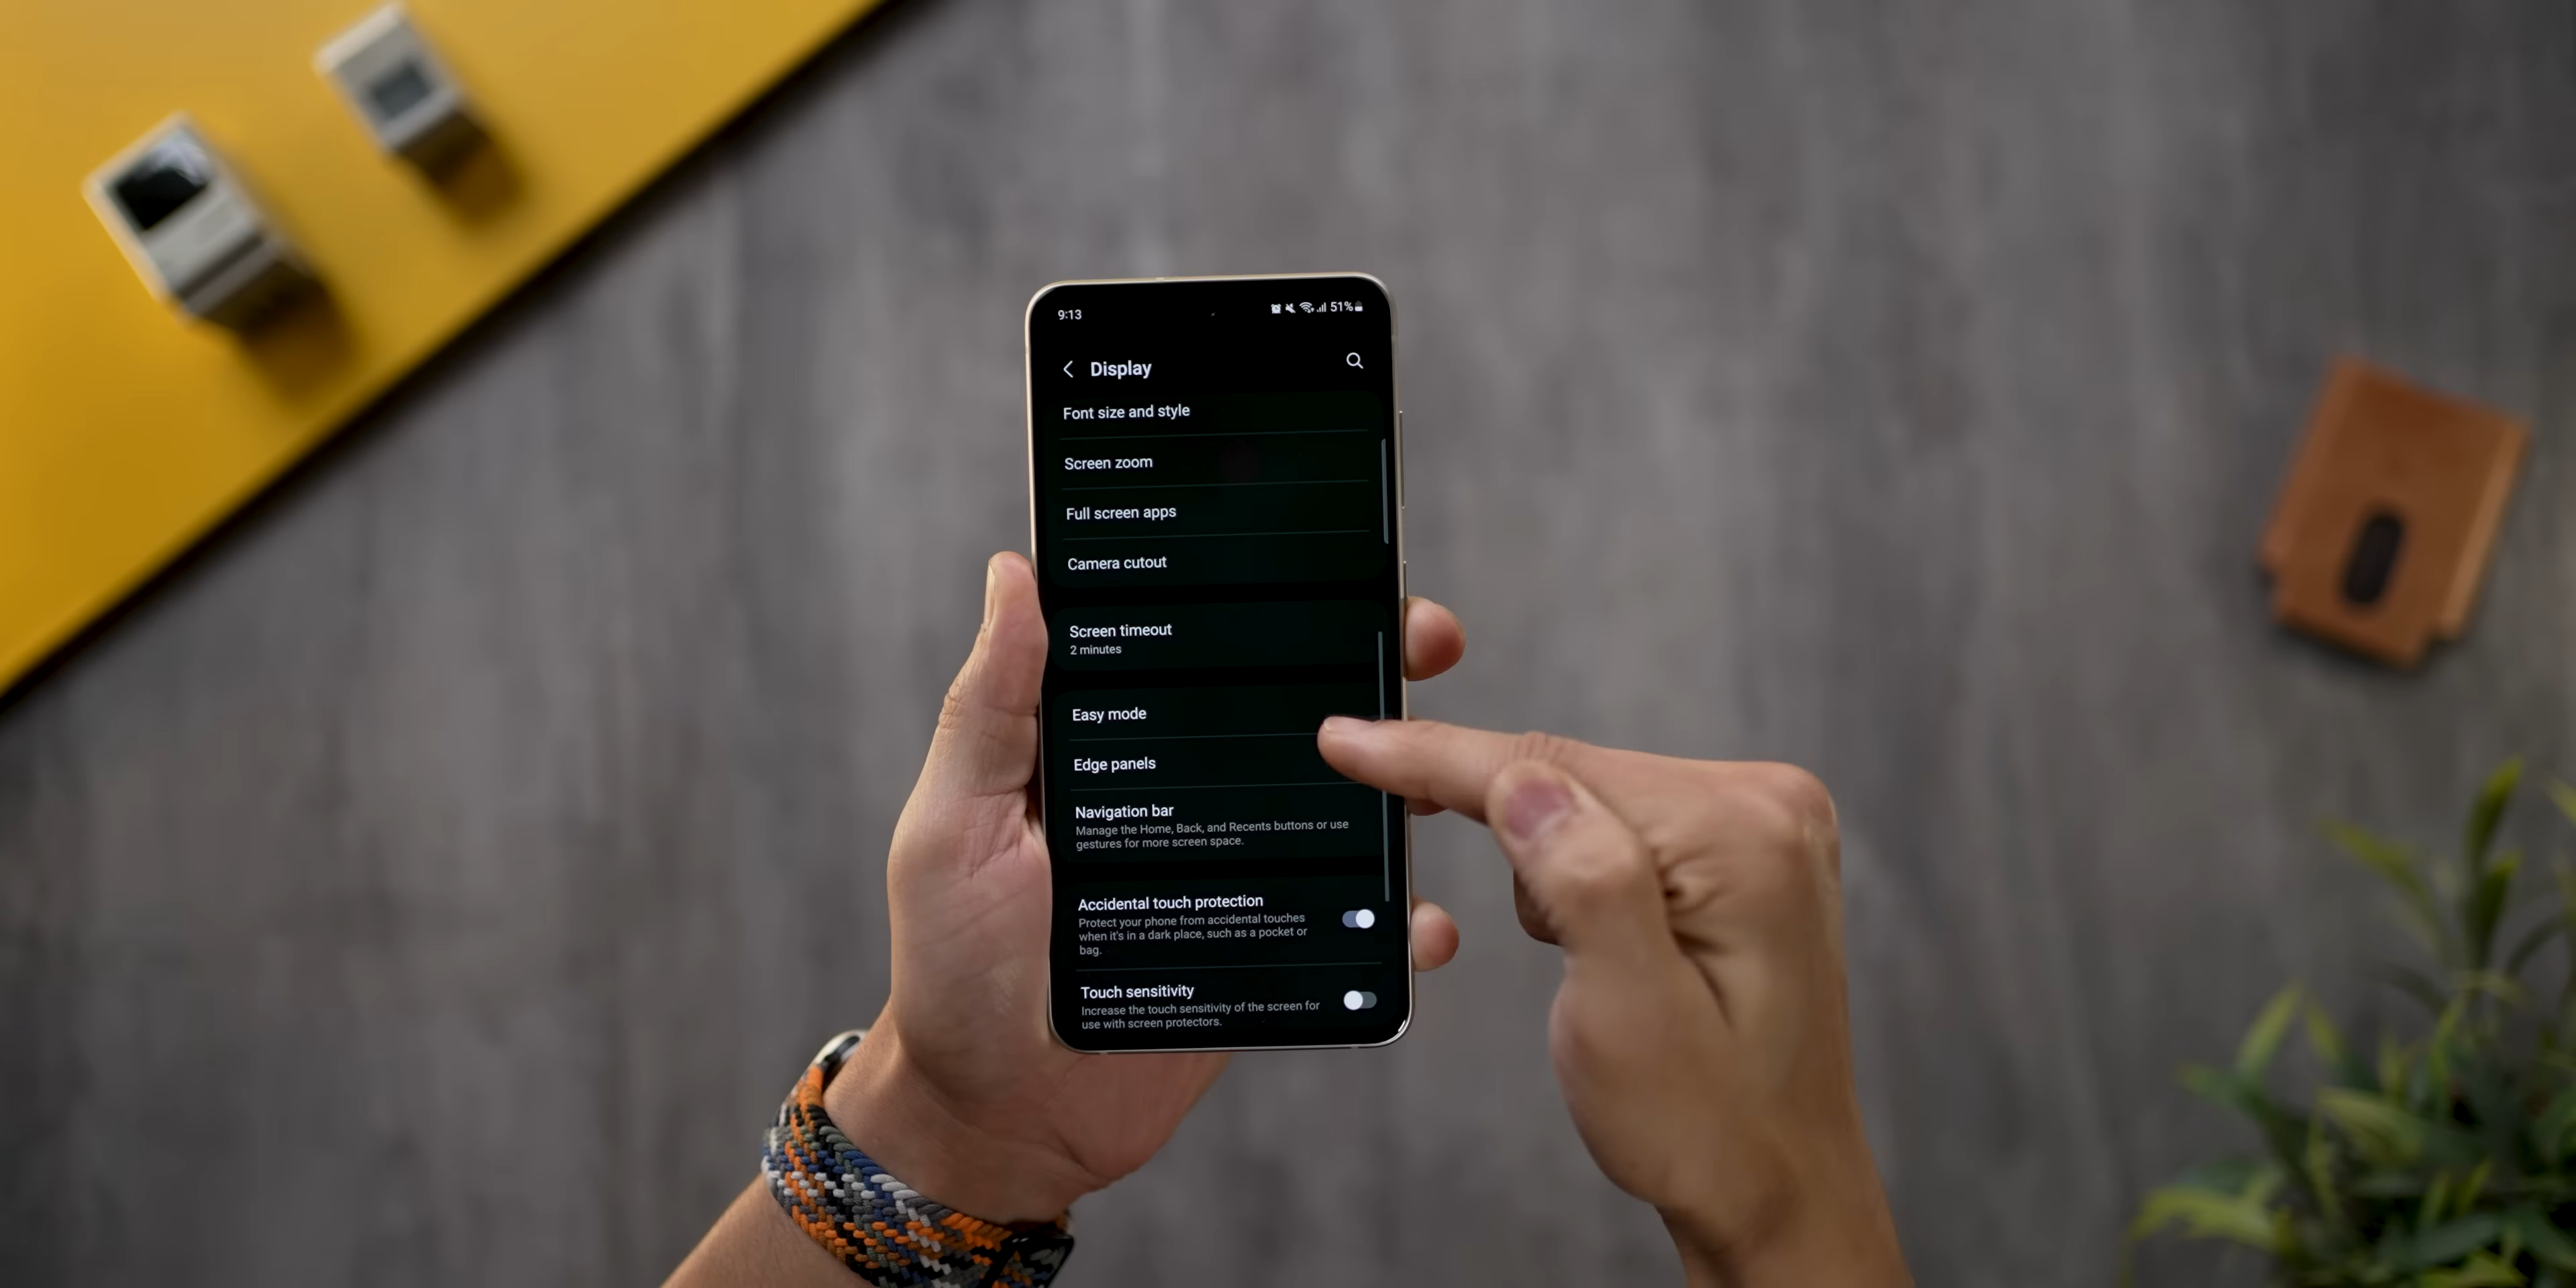 9:13
51%
Display
Font size and style
Screen zoom
Full screen apps
Camera cutout
Screen timeout
2 minutes
Easy mode
Edge panels
Navigation bar
Manage the Home, Back, and Recents buttons or use
gestures for more screen space.
Accidental touch protection
Protect your phone from accidental touches
when it's in a dark place, such as a pocket or
bag.
Touch sensitivity
Increase the touch sensitivity of the screen for
use with screen protectors.